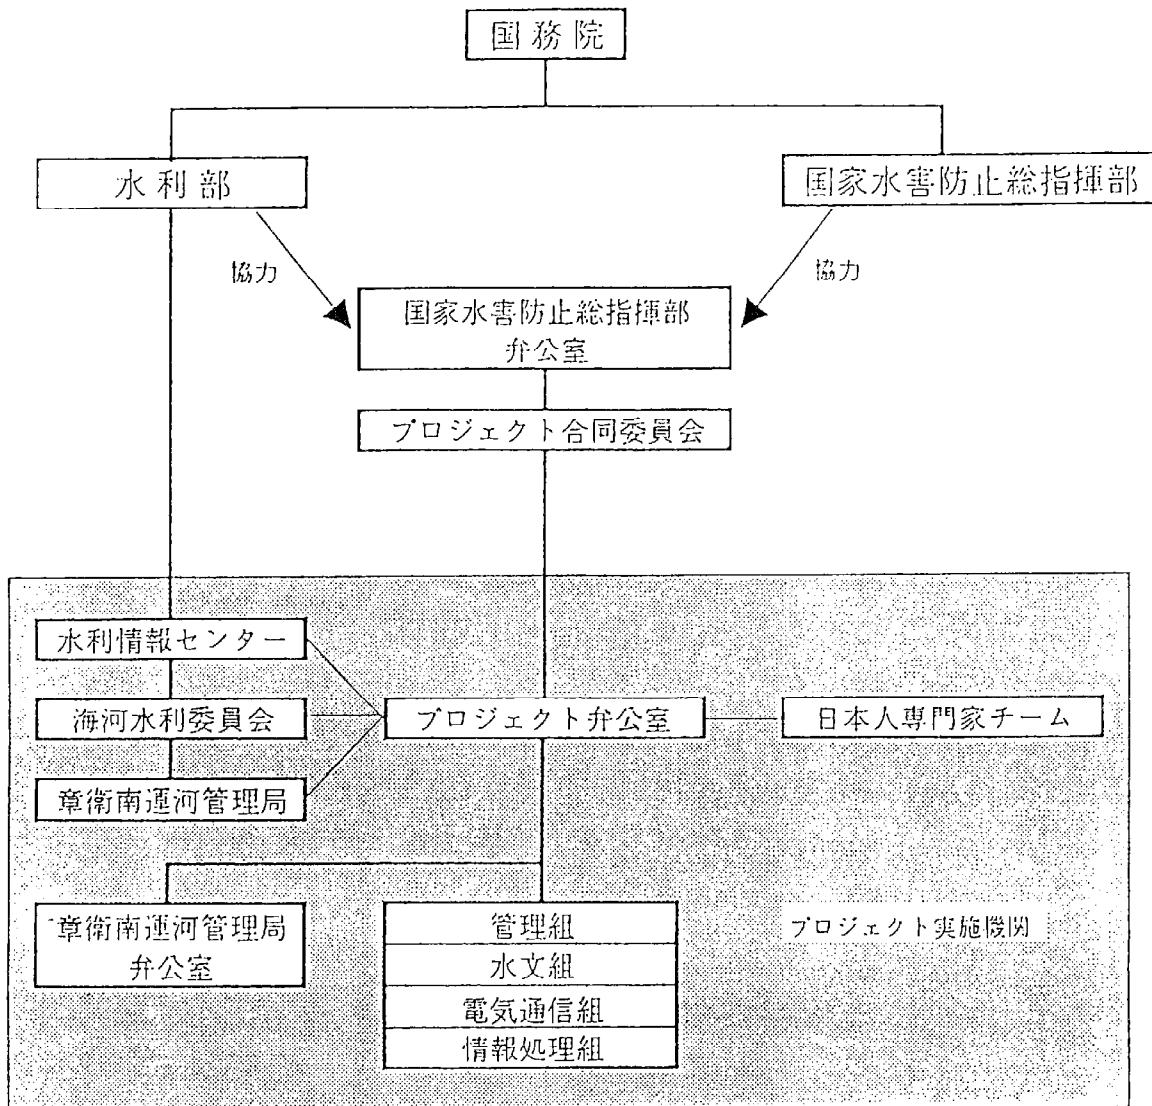 国務院
水利部
国家水害防止総指揮部
協力
協力
国家水害防止総指揮部
弁公室
プロジェクト合同委員会
水利情報センター
海河水利委員会
プロジェクト弁公室
日本人専門家チーム
章衛南運河管理局
章衛南運河管理局
弁公室
管理組
水文組
電気通信組
情報処理組
プロジェクト実施機関